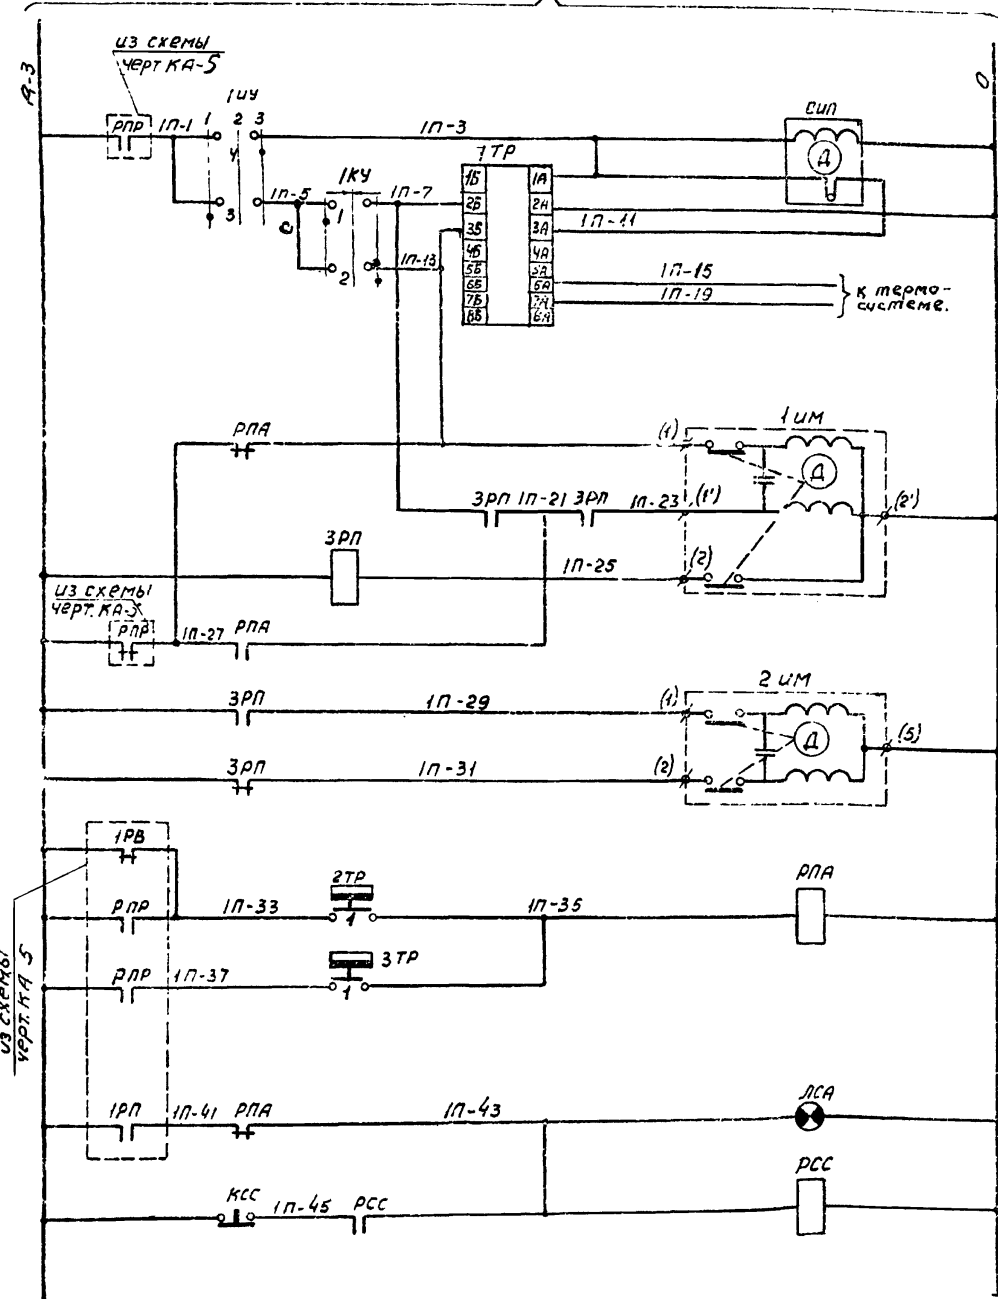 А-3
О
из схемы
черт КА-5
РПР
1П-1
1ИУ
1 2 3
4
3
1П-3
СИП
Д
1ТР
1КУ
1П-5
С
1
2
1П-7
1П-13
1Б 1А
2Б 2А
3Б 3А
4Б 4А
5Б 5А
6Б 6А
7Б 7А
8Б 6А
1П-11
1П-15
1П-19
к термо-
системе.
РПА
(1)
1ИМ
Д
3РП 1П-21 3РП 1П-23 (1')
(2')
3РП
1П-25
(2)
из схемы
черт. КА-5
РПР
1П-27
РПА
3РП
1П-29
(1)
2ИМ
Д
(5)
3РП
1П-31
(2)
1РВ
РПР
1П-33
2ТР
1
1П-35
РПА
РПР
1П-37
3ТР
1
из схемы
черт. КА 5
1РП
1П-41
РПА
1П-43
ЛСА
КСС
1П-45
РСС
РСС